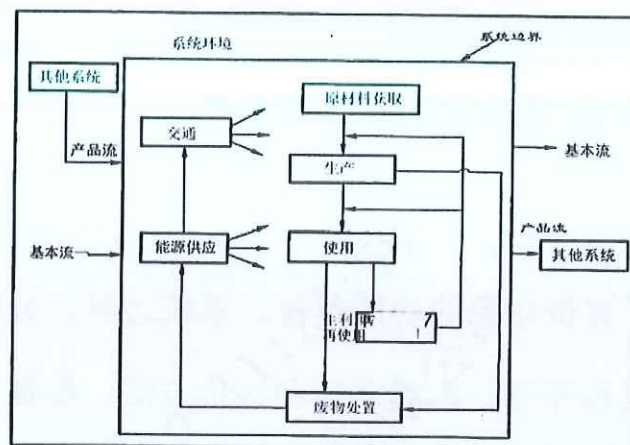 系统环境
系统边界
其他系统
原材料获取
交通
产品流
基本流
生产
产品流
基本流
能源供应
使用
其他系统
再使用
废物处置